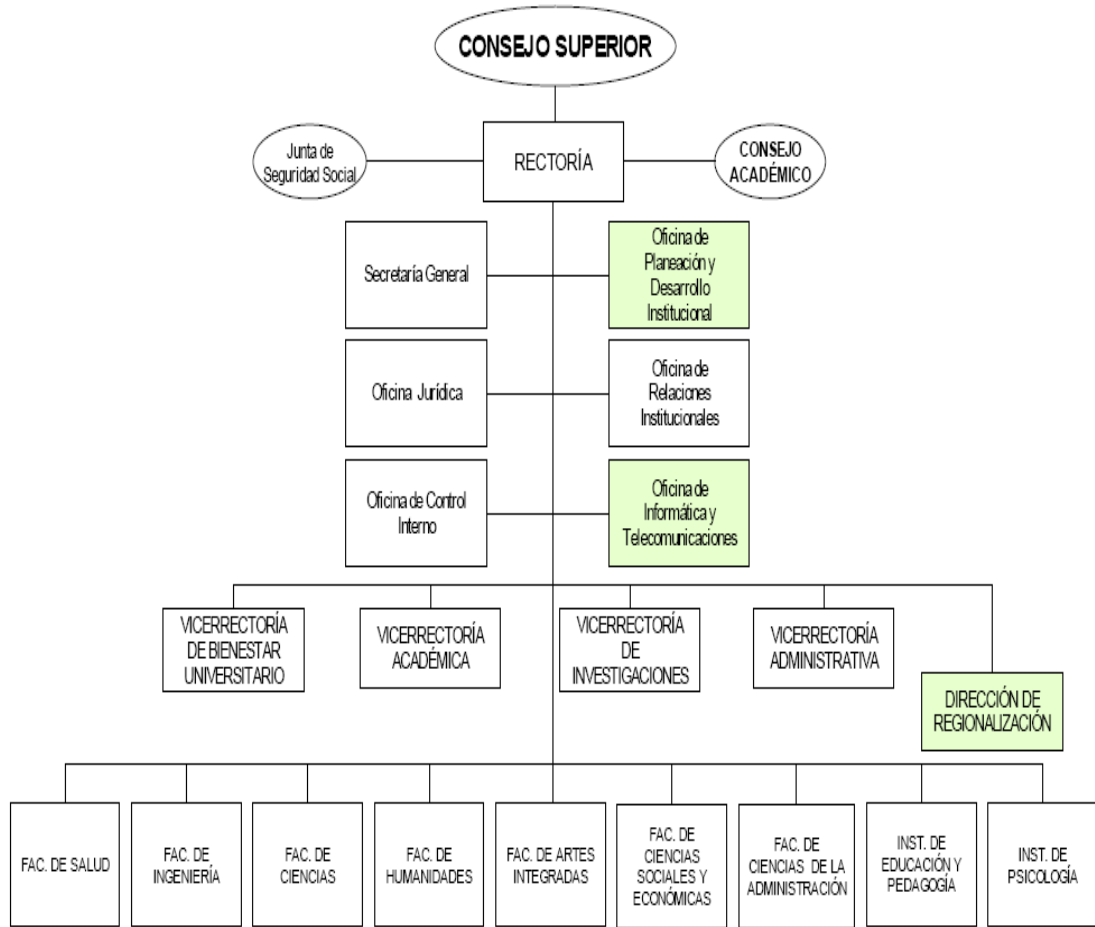 CONSEJO SUPERIOR
Junta de
Seguridad Social
RECTORÍA
CONSEJO
ACADÉMICO
Secretaría General
Oficina de
Planeación y
Desarrollo
Institucional
Oficina Jurídica
Oficina de
Relaciones
Institucionales
Oficina de Control
Interno
Oficina de
Informática y
Telecomunicaciones
VICERRECTORÍA
DE BIENESTAR
UNIVERSITARIO
VICERRECTORÍA
ACADÉMICA
VICERRECTORÍA
DE
INVESTIGACIONES
VICERRECTORÍA
ADMINISTRATIVA
DIRECCIÓN DE
REGIONALIZACIÓN
FAC. DE SALUD
FAC. DE
INGENIERÍA
FAC. DE
CIENCIAS
FAC. DE
HUMANIDADES
FAC. DE ARTES
INTEGRADAS
FAC. DE
CIENCIAS
SOCIALES Y
ECONÓMICAS
FAC. DE
CIENCIAS DE LA
ADMINISTRACIÓN
INST. DE
EDUCACIÓN Y
PEDAGOGÍA
INST. DE
PSICOLOGÍA